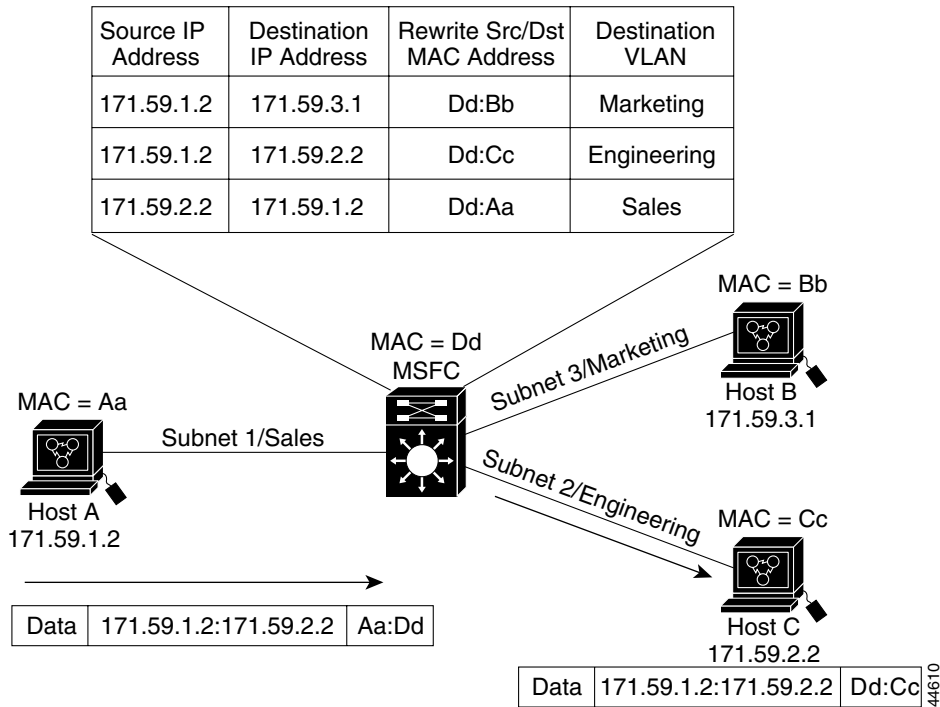 Source IP Address
Destination IP Address
Rewrite Src/Dst MAC Address
Destination VLAN
171.59.1.2 171.59.3.1 Dd:Bb Marketing
171.59.1.2 171.59.2.2 Dd:Cc Engineering
171.59.2.2 171.59.1.2 Dd:Aa Sales
MAC = Bb
MAC = Dd
MSFC
Subnet 3/Marketing
Host B
171.59.3.1
MAC = Aa
Subnet 1/Sales
Subnet 2/Engineering
Host A
171.59.1.2
MAC = Cc
Data 171.59.1.2:171.59.2.2 Aa:Dd
Host C
171.59.2.2
Data 171.59.1.2:171.59.2.2 Dd:Cc
44610